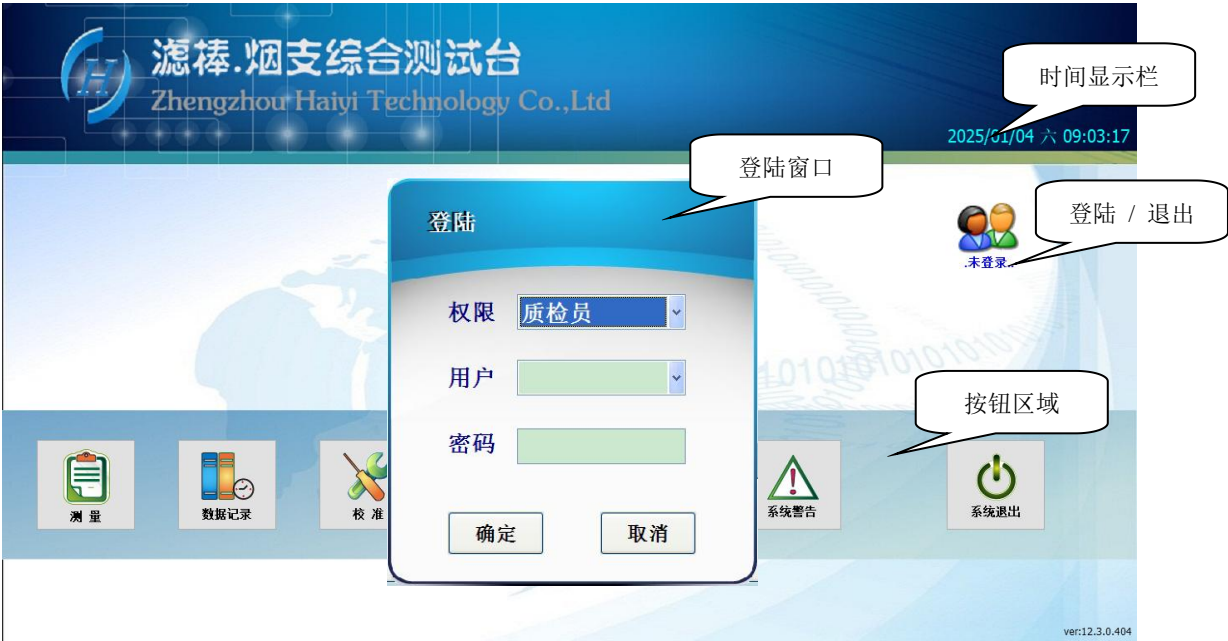 滤棒.烟支综合测试台
Zhengzhou Haiyi Technology Co.,Ltd
时间显示栏
2025/01/04 六 09:03:17
登陆窗口
登陆
登陆 / 退出
.未登录..
权限 质检员
用户
按钮区域
密码
测 量
数据记录
校 准
系统警告
系统退出
确定
取消
ver:12.3.0.404